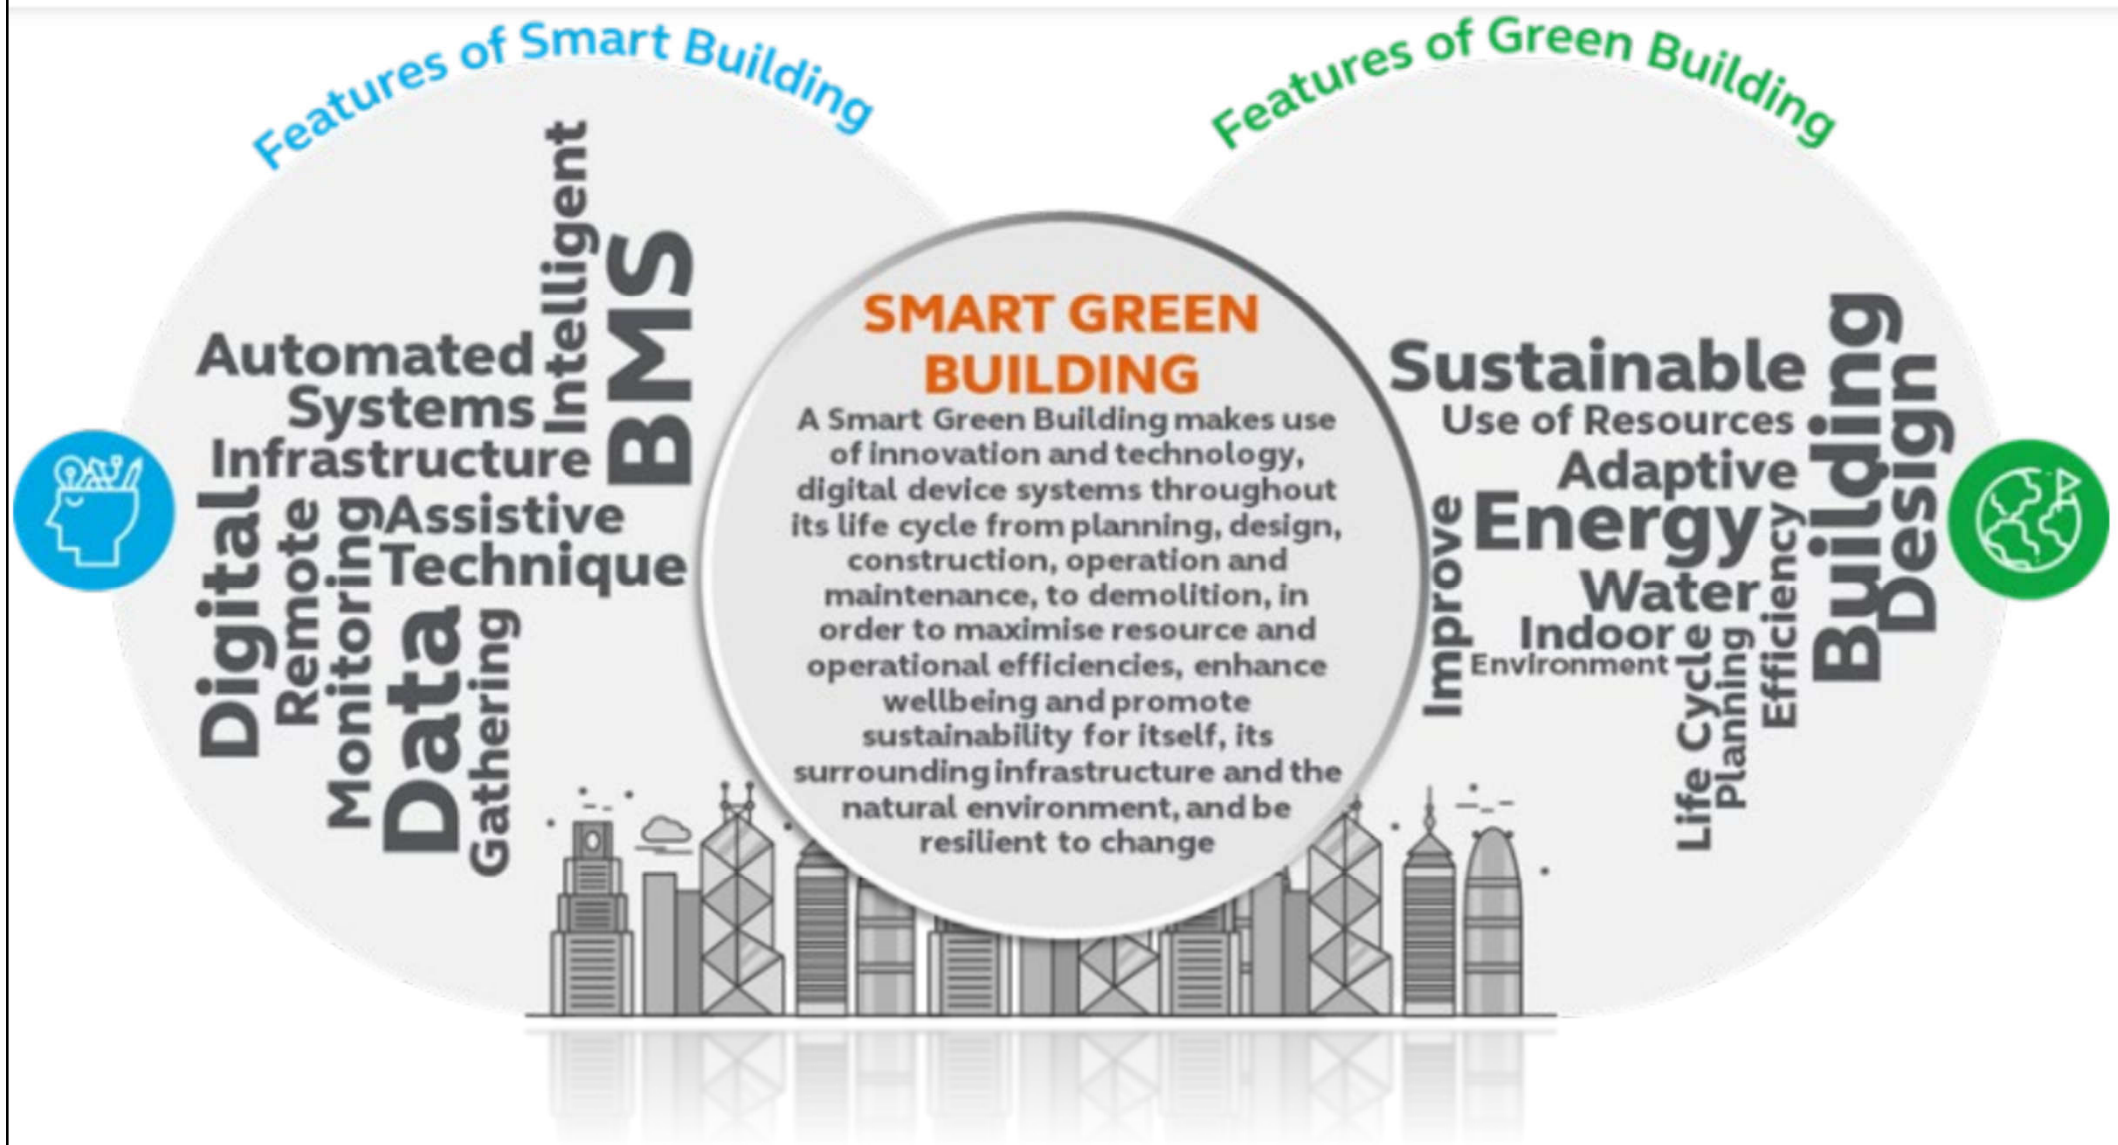 Features of Smart Building
Features of Green Building
Intelligent
BMS
Automated
Systems
Infrastructure
Assistive
Technique
Digital
Remote
Monitoring
Data
Gathering
SMART GREEN
BUILDING
A Smart Green Building makes use
of innovation and technology,
digital device systems throughout
its life cycle from planning, design,
construction, operation and
maintenance, to demolition, in
order to maximise resource and
operational efficiencies, enhance
wellbeing and promote
sustainability for itself, its
surrounding infrastructure and the
natural environment, and be
resilient to change
Sustainable
Use of Resources
Adaptive
Energy
Water
Indoor
Environment
Improve
Life Cycle
Planning
Efficiency
Building
Design